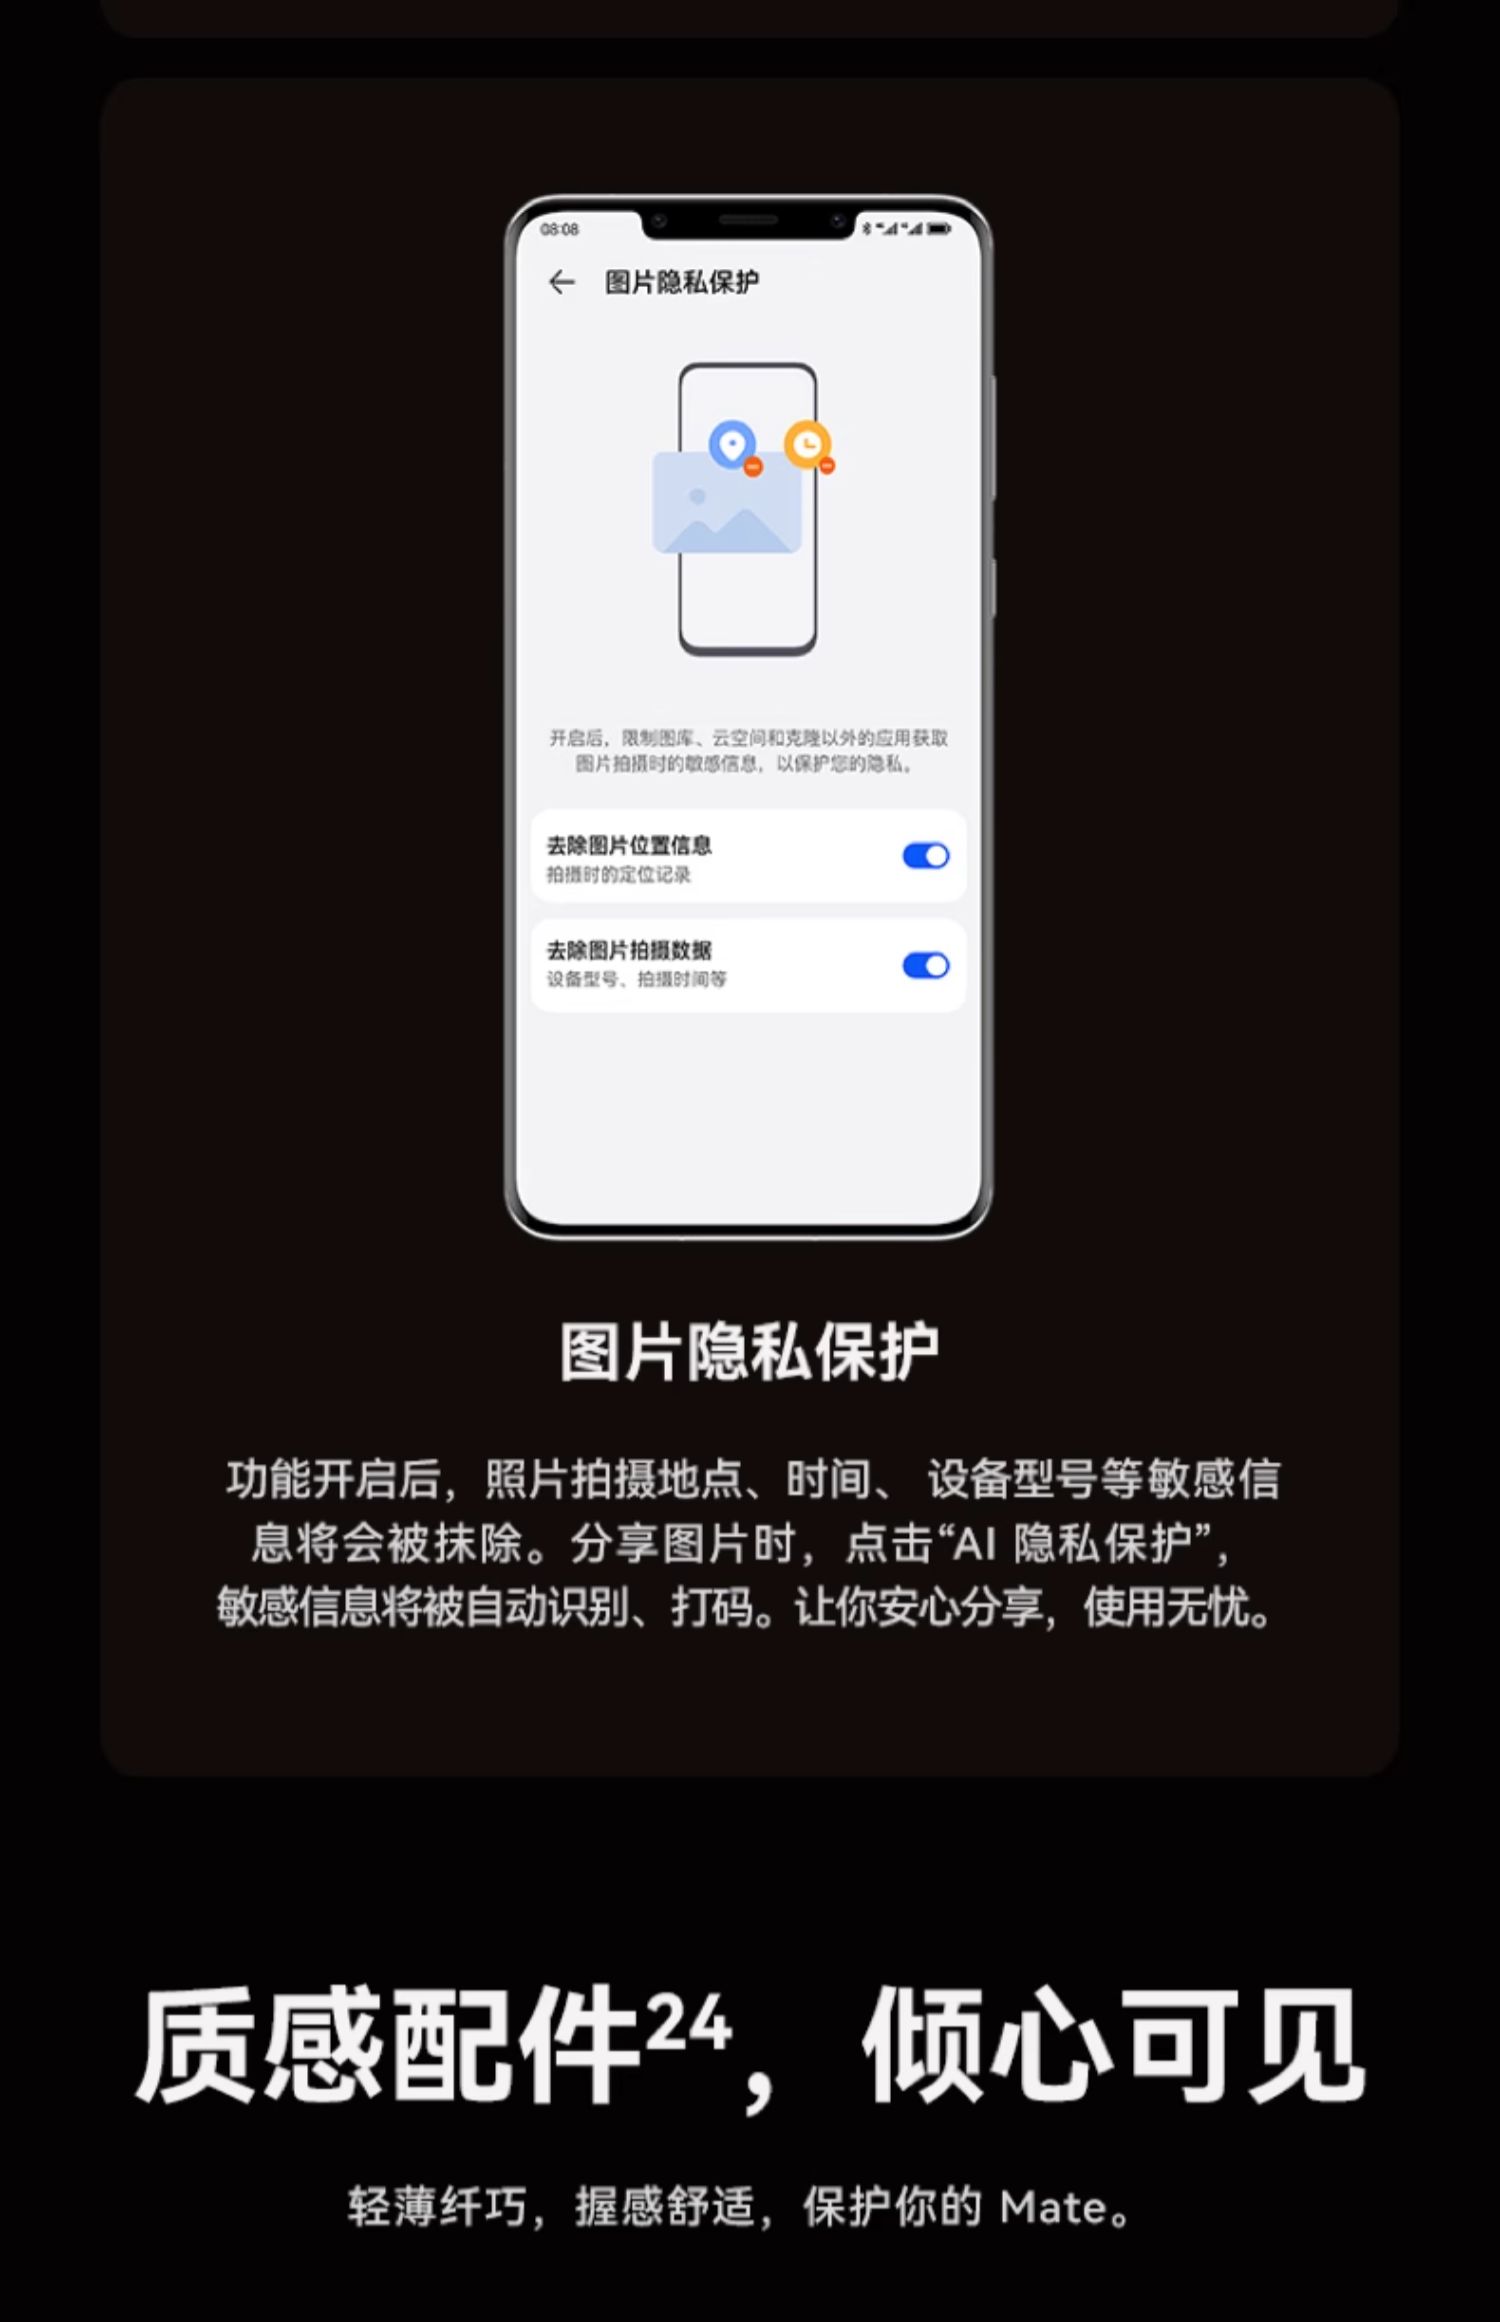 08:08
图片隐私保护
开启后，限制图库、云空间和克隆以外的应用获取
图片拍摄时的敏感信息，以保护您的隐私。
去除图片位置信息
拍摄时的定位记录
去除图片拍摄数据
设备型号、拍摄时间等
图片隐私保护
功能开启后，照片拍摄地点、时间、 设备型号等敏感信
息将会被抹除。分享图片时，点击“AI 隐私保护”，
敏感信息将被自动识别、打码。让你安心分享，使用无忧。
质感配件24，倾心可见
轻薄纤巧，握感舒适，保护你的 Mate。